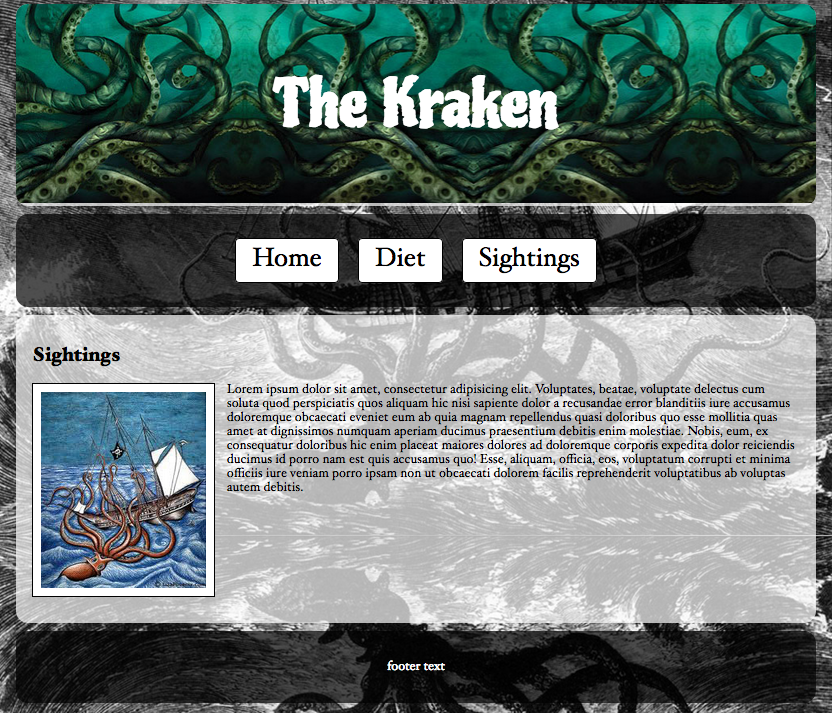 The Kraken
Home
Diet
Sightings
Sightings
Lorem ipsum dolor sit amet, consectetur adipisicing elit. Voluptates, beatae, voluptate delectus cum
soluta quod perspiciatis quos aliquam hic nisi sapiente dolor a recusandae error blanditiis iure accusamus
doloremque obcaecati eveniet eum ab quia magnam repellendus quasi doloribus quo esse mollitia quas
amet at dignissimos numquam aperiam ducimus praesentium debitis enim molestiae. Nobis, eum, ex
consequatur doloribus hic enim placeat maiores dolores ad doloremque corporis expedita dolor reiciendis
ducimus id porro nam est quis accusamus quo! Esse, aliquam, officia, eos, voluptatum corrupti et minima
officiis iure veniam porro ipsam non ut obcaecati dolorem facilis reprehenderit voluptatibus ab voluptas
autem debitis.
footer text